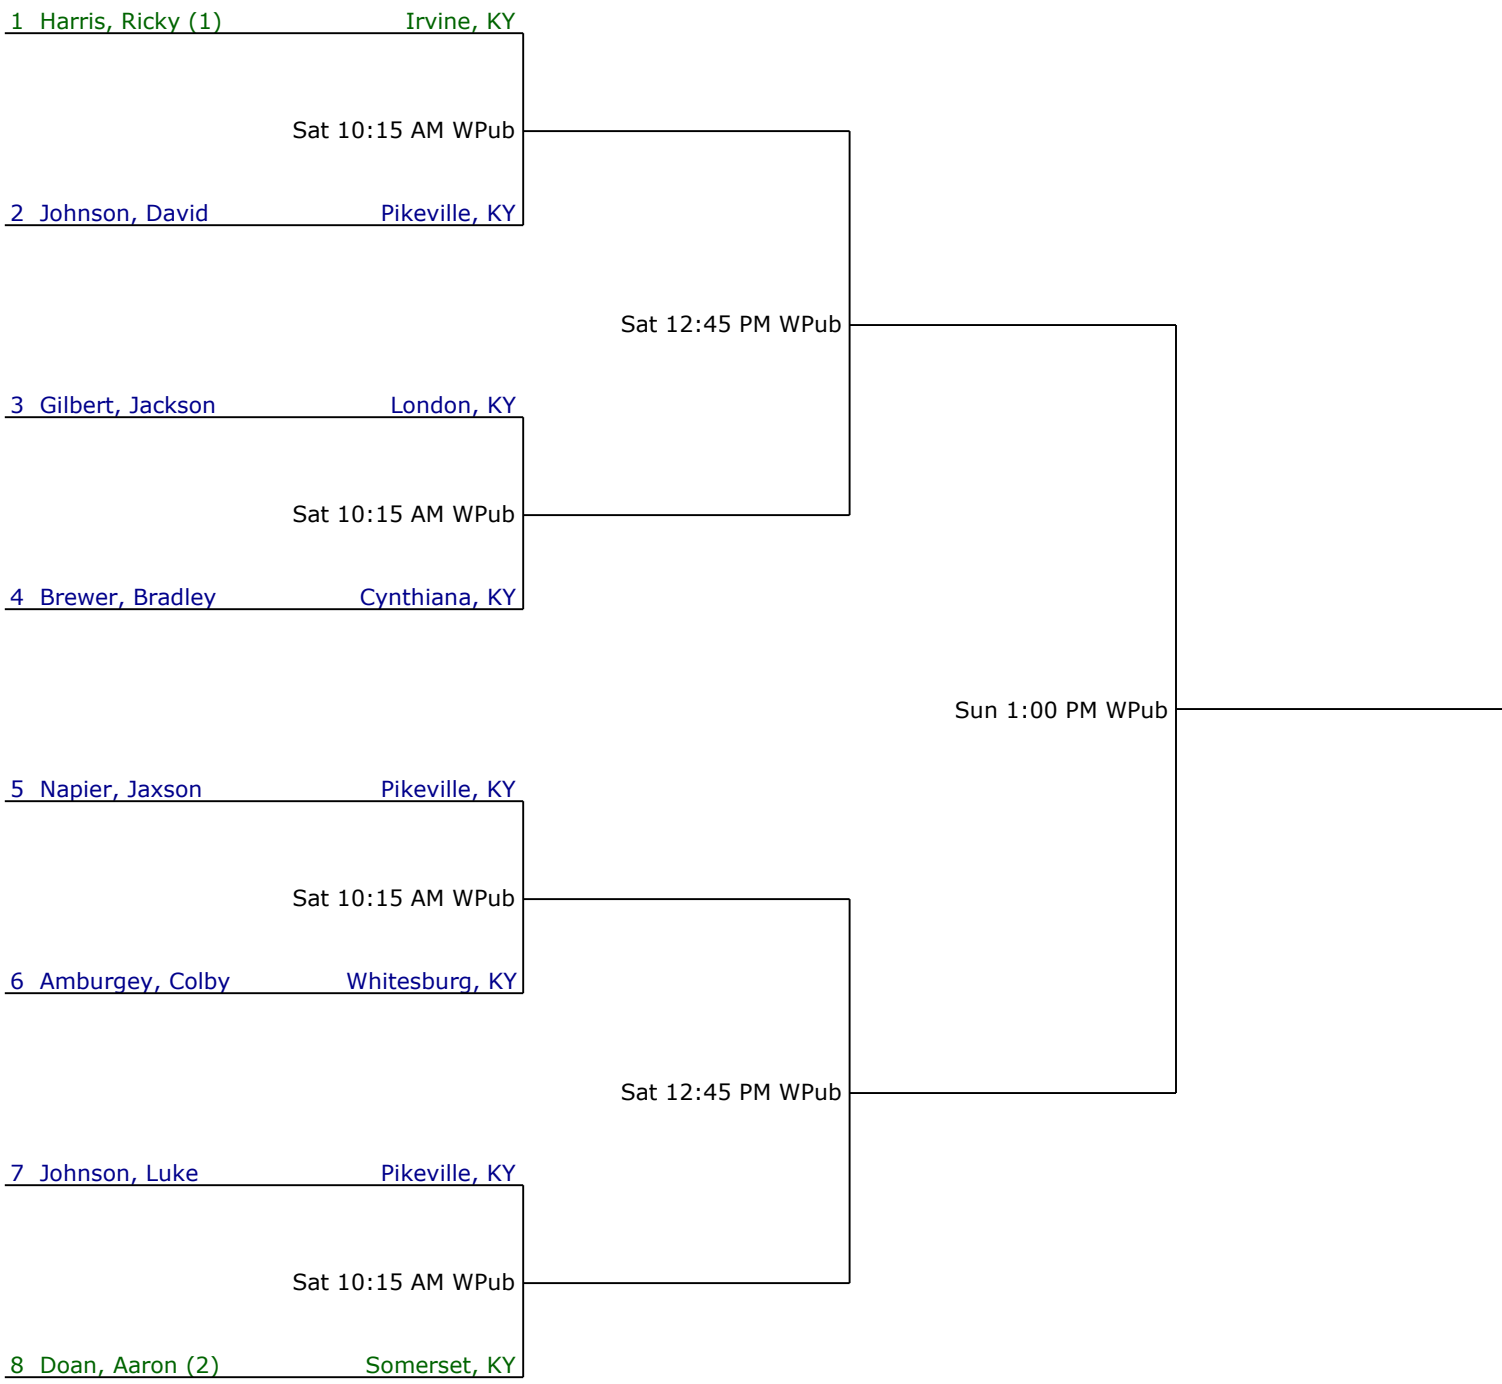 1 Harris, Ricky (1) Irvine, KY
Sat 10:15 AM WPub
2 Johnson, David Pikeville, KY
Sat 12:45 PM WPub
3 Gilbert, Jackson London, KY
Sat 10:15 AM WPub
4 Brewer, Bradley Cynthiana, KY
Sun 1:00 PM WPub
5 Napier, Jaxson Pikeville, KY
Sat 10:15 AM WPub
6 Amburgey, Colby Whitesburg, KY
Sat 12:45 PM WPub
7 Johnson, Luke Pikeville, KY
Sat 10:15 AM WPub
8 Doan, Aaron (2) Somerset, KY